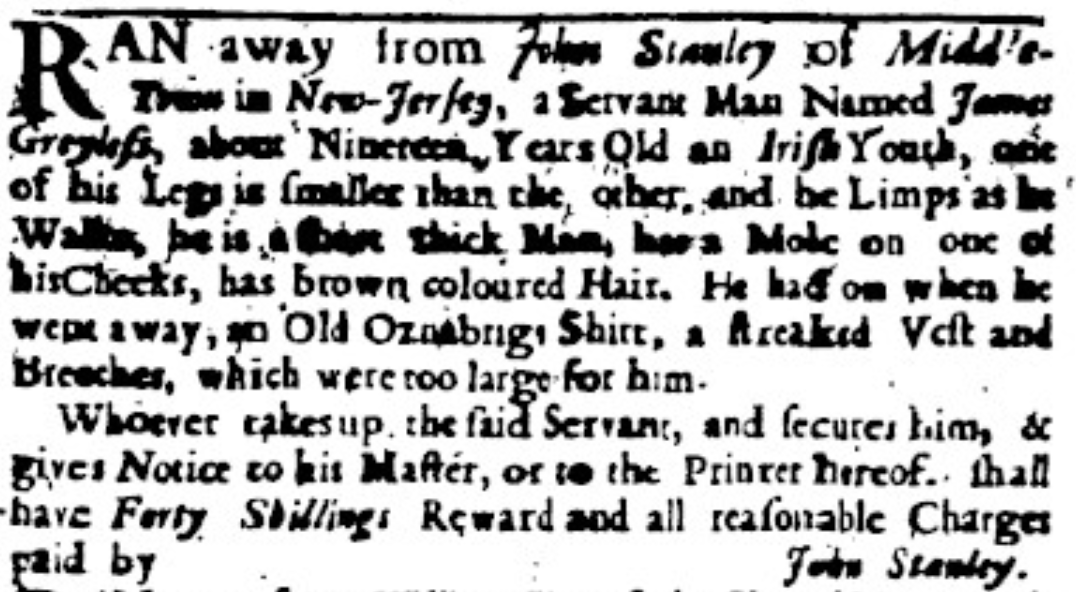 RAN away from John Stanley of Middle-
Town in New-Jerſey, a Servant Man Named James
Greyleſs, about Nineteen Years Old an Iriſh Youth, one
of his Legs is ſmaller than the other, and he Limps as he
Walks, he is a ſhort thick Man, has a Mole on one of
his Cheeks, has brown coloured Hair. He had on when he
went away, an Old Oznabrigs Shirt, a ſtreaked Veſt and
Breeches, which were too large for him.
Whoever takes up the ſaid Servant, and ſecures him, &
gives Notice to his Maſter, or to the Printer hereof. ſhall
have Forty Shillings Reward and all reaſonable Charges
paid by John Stanley.